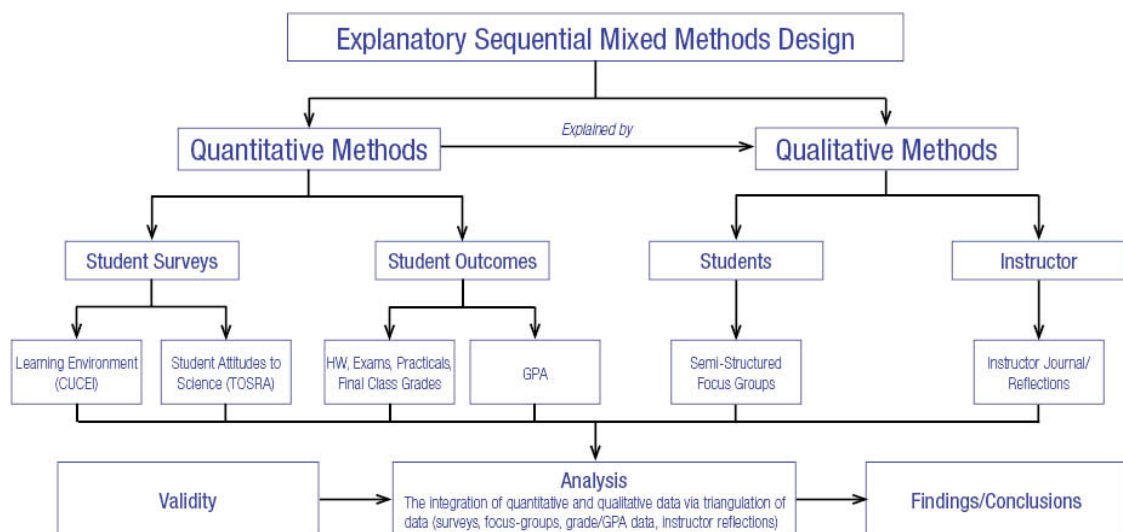 Explanatory Sequential Mixed Methods Design
Explained by
Quantitative Methods
Qualitative Methods
Student Surveys
Student Outcomes
Students
Instructor
Learning Environment
(CUCEI)
Student Attitudes to
Science (TOSRA)
HW, Exams, Practicals,
Final Class Grades
GPA
Semi-Structured
Focus Groups
Instructor Journal/
Reflections
Validity
Analysis
The integration of quantitative and qualitative data via triangulation of
data (surveys, focus-groups, grade/GPA data, instructor reflections)
Findings/Conclusions